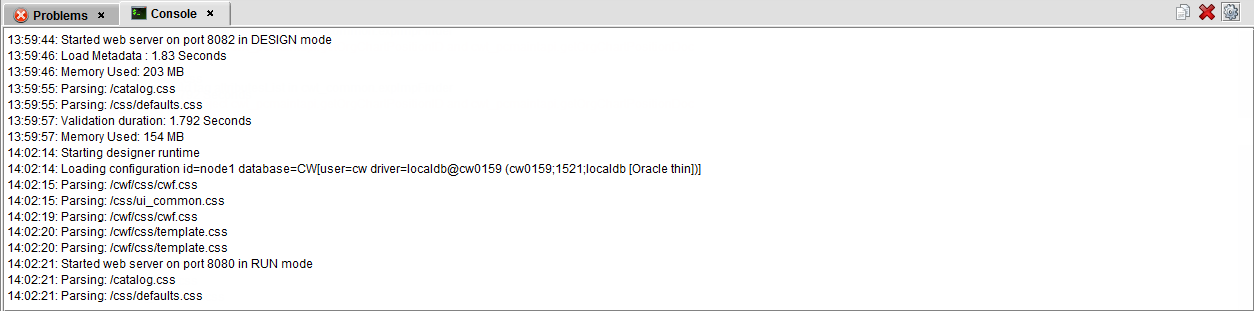 Problems × Console ×
13:59:44: Started web server on port 8082 in DESIGN mode
13:59:46: Load Metadata : 1.83 Seconds
13:59:46: Memory Used: 203 MB
13:59:55: Parsing: /catalog.css
13:59:55: Parsing: /css/defaults.css
13:59:57: Validation duration: 1.792 Seconds
13:59:57: Memory Used: 154 MB
14:02:14: Starting designer runtime
14:02:14: Loading configuration id=node1 database=CW[user=cw driver=localdb@cw0159 (cw0159;1521;localdb [Oracle thin])]
14:02:15: Parsing: /cwf/css/cwf.css
14:02:15: Parsing: /css/ui_common.css
14:02:19: Parsing: /cwf/css/cwf.css
14:02:20: Parsing: /cwf/css/template.css
14:02:20: Parsing: /cwf/css/template.css
14:02:21: Started web server on port 8080 in RUN mode
14:02:21: Parsing: /catalog.css
14:02:21: Parsing: /css/defaults.css